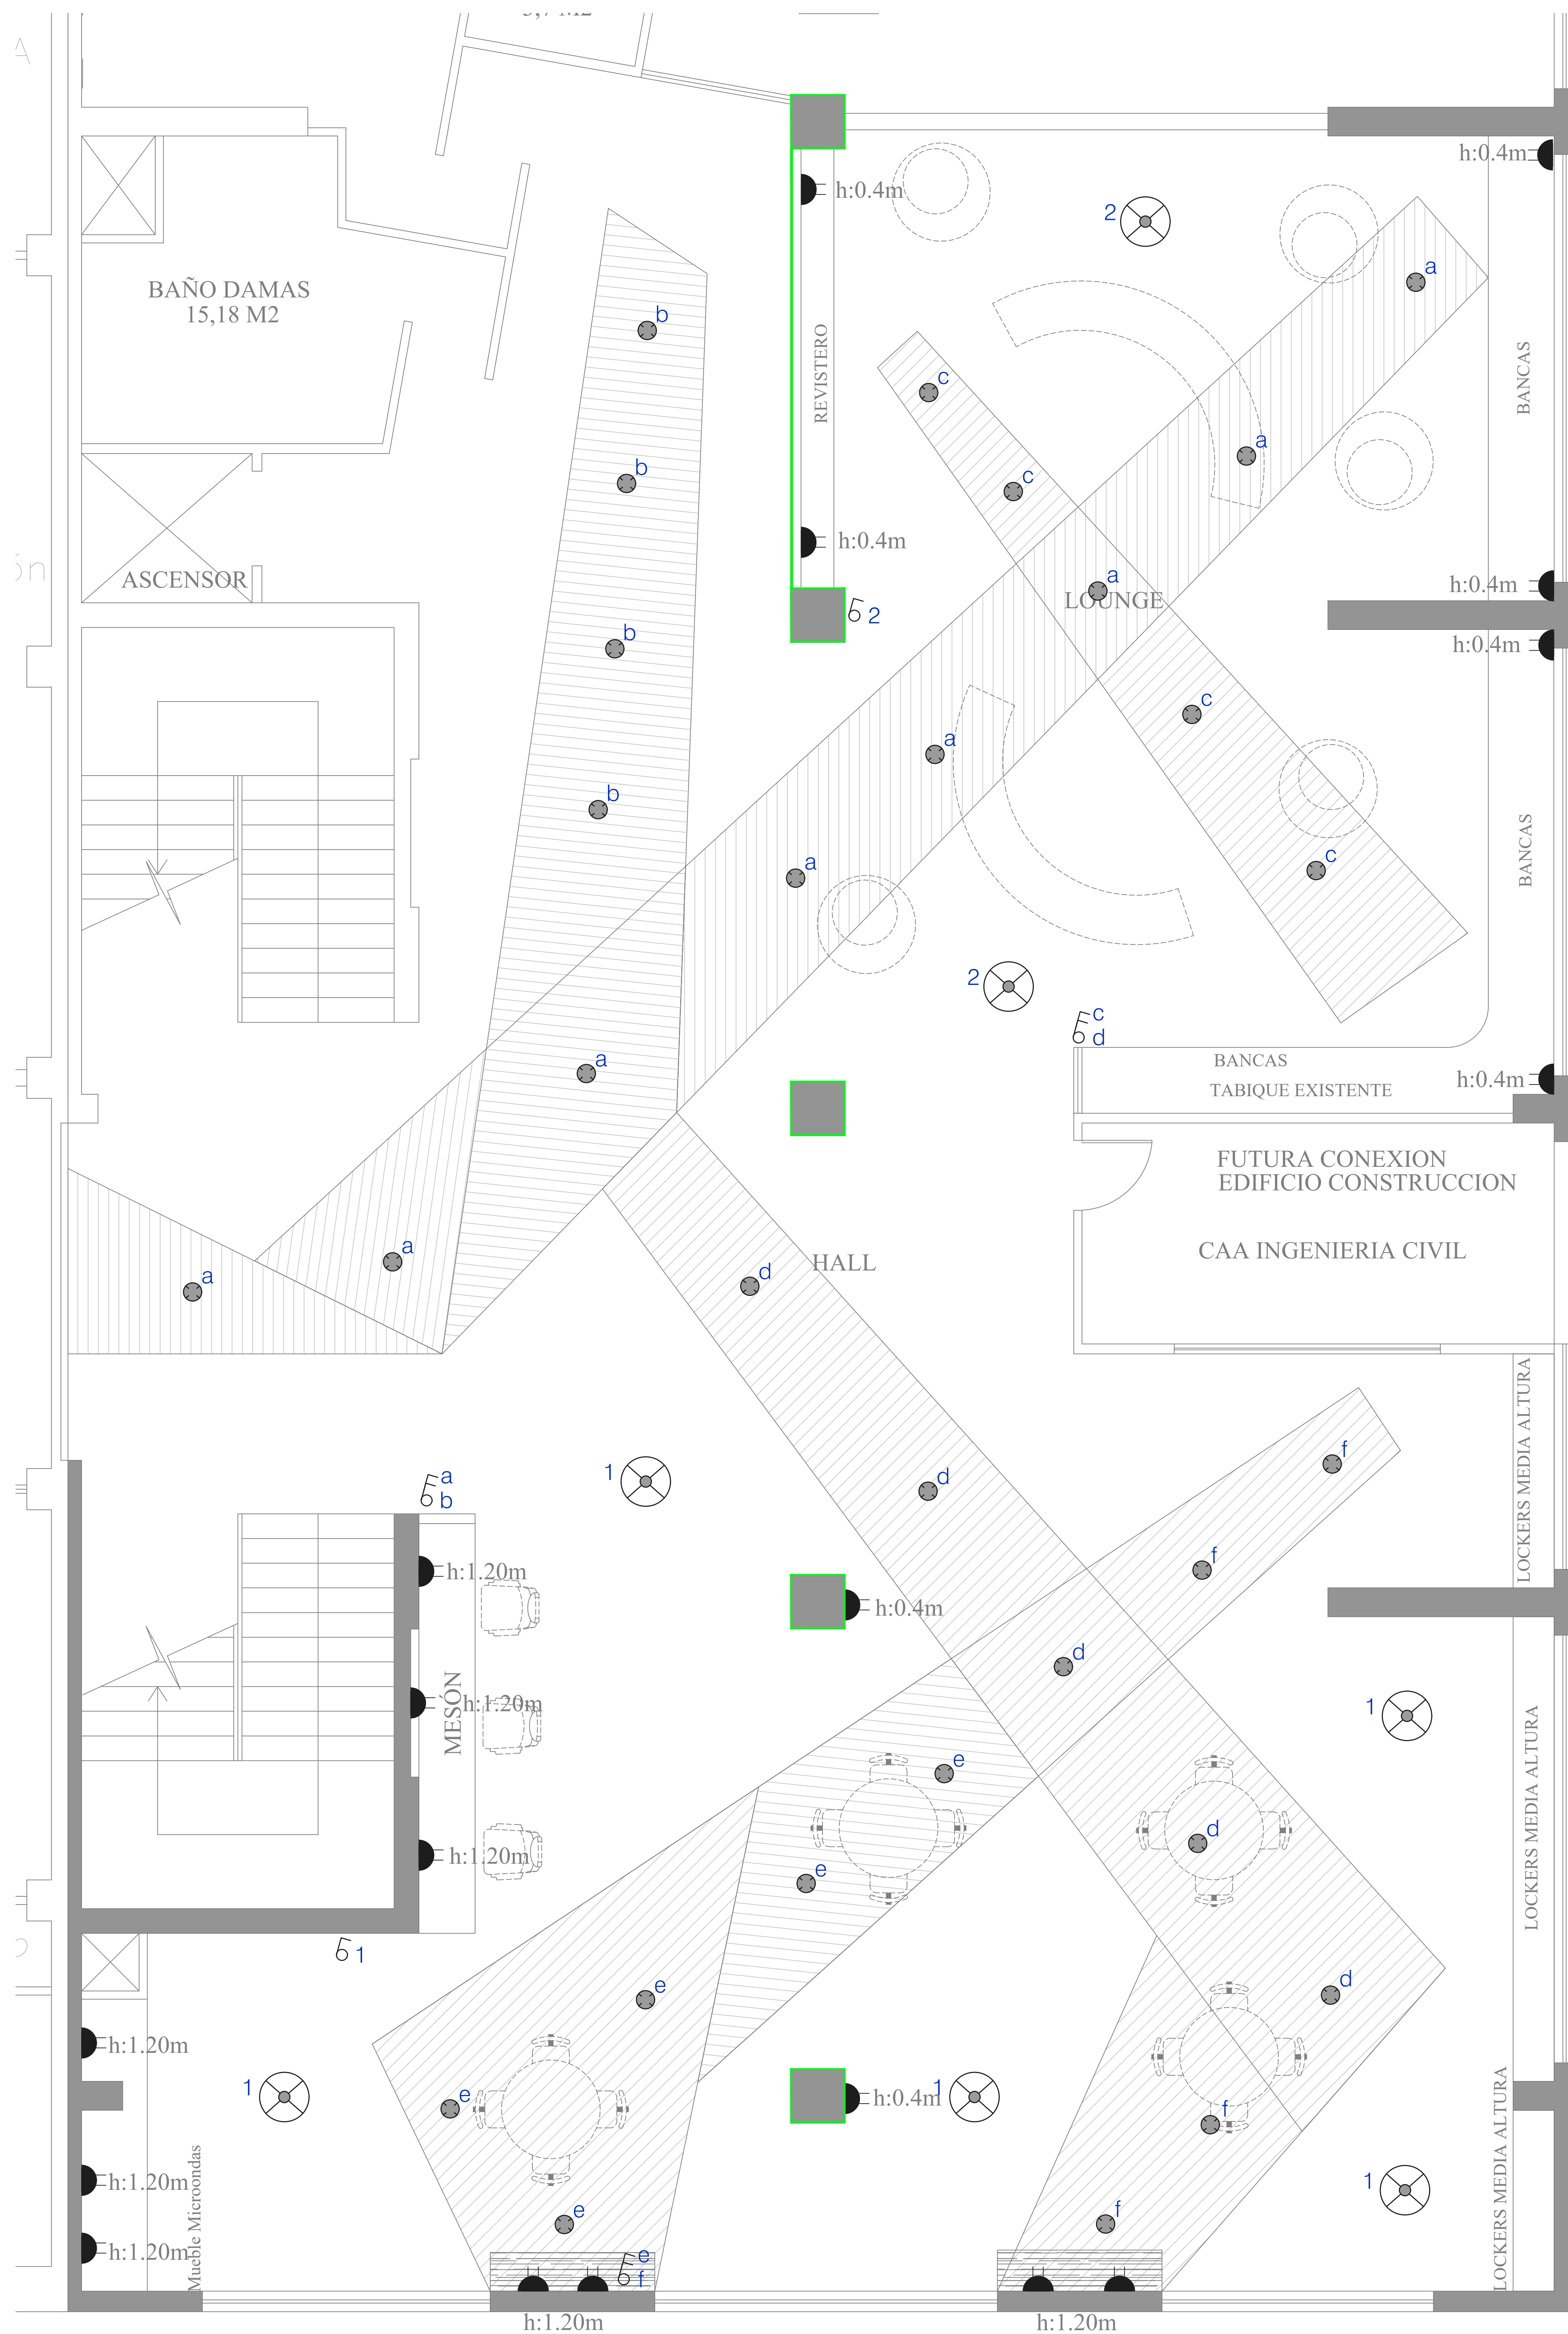 h:0.4m
h:0.4m
2
a
BAÑO DAMAS
15,18 M2
b
REVISTERO
BANCAS
c
a
b
c
h:0.4m
ASCENSOR
a
LOUNGE
h:0.4m
2
b
h:0.4m
c
a
b
BANCAS
a
c
2
c
d
a
BANCAS
h:0.4m
TABIQUE EXISTENTE
FUTURA CONEXION
EDIFICIO CONSTRUCCION
a
a
HALL
CAA INGENIERIA CIVIL
d
LOCKERS MEDIA ALTURA
f
1
a
b
d
h:1.20m
f
h:0.4m
d
MESÓN
h:1.20m
1
LOCKERS MEDIA ALTURA
e
d
h:1.20m
e
1
e
d
h:1.20m
1
e
h:0.4m
1
f
LOCKERS MEDIA ALTURA
h:1.20m
Mueble Microondas
1
e
f
h:1.20m
e
f
h:1.20m
h:1.20m